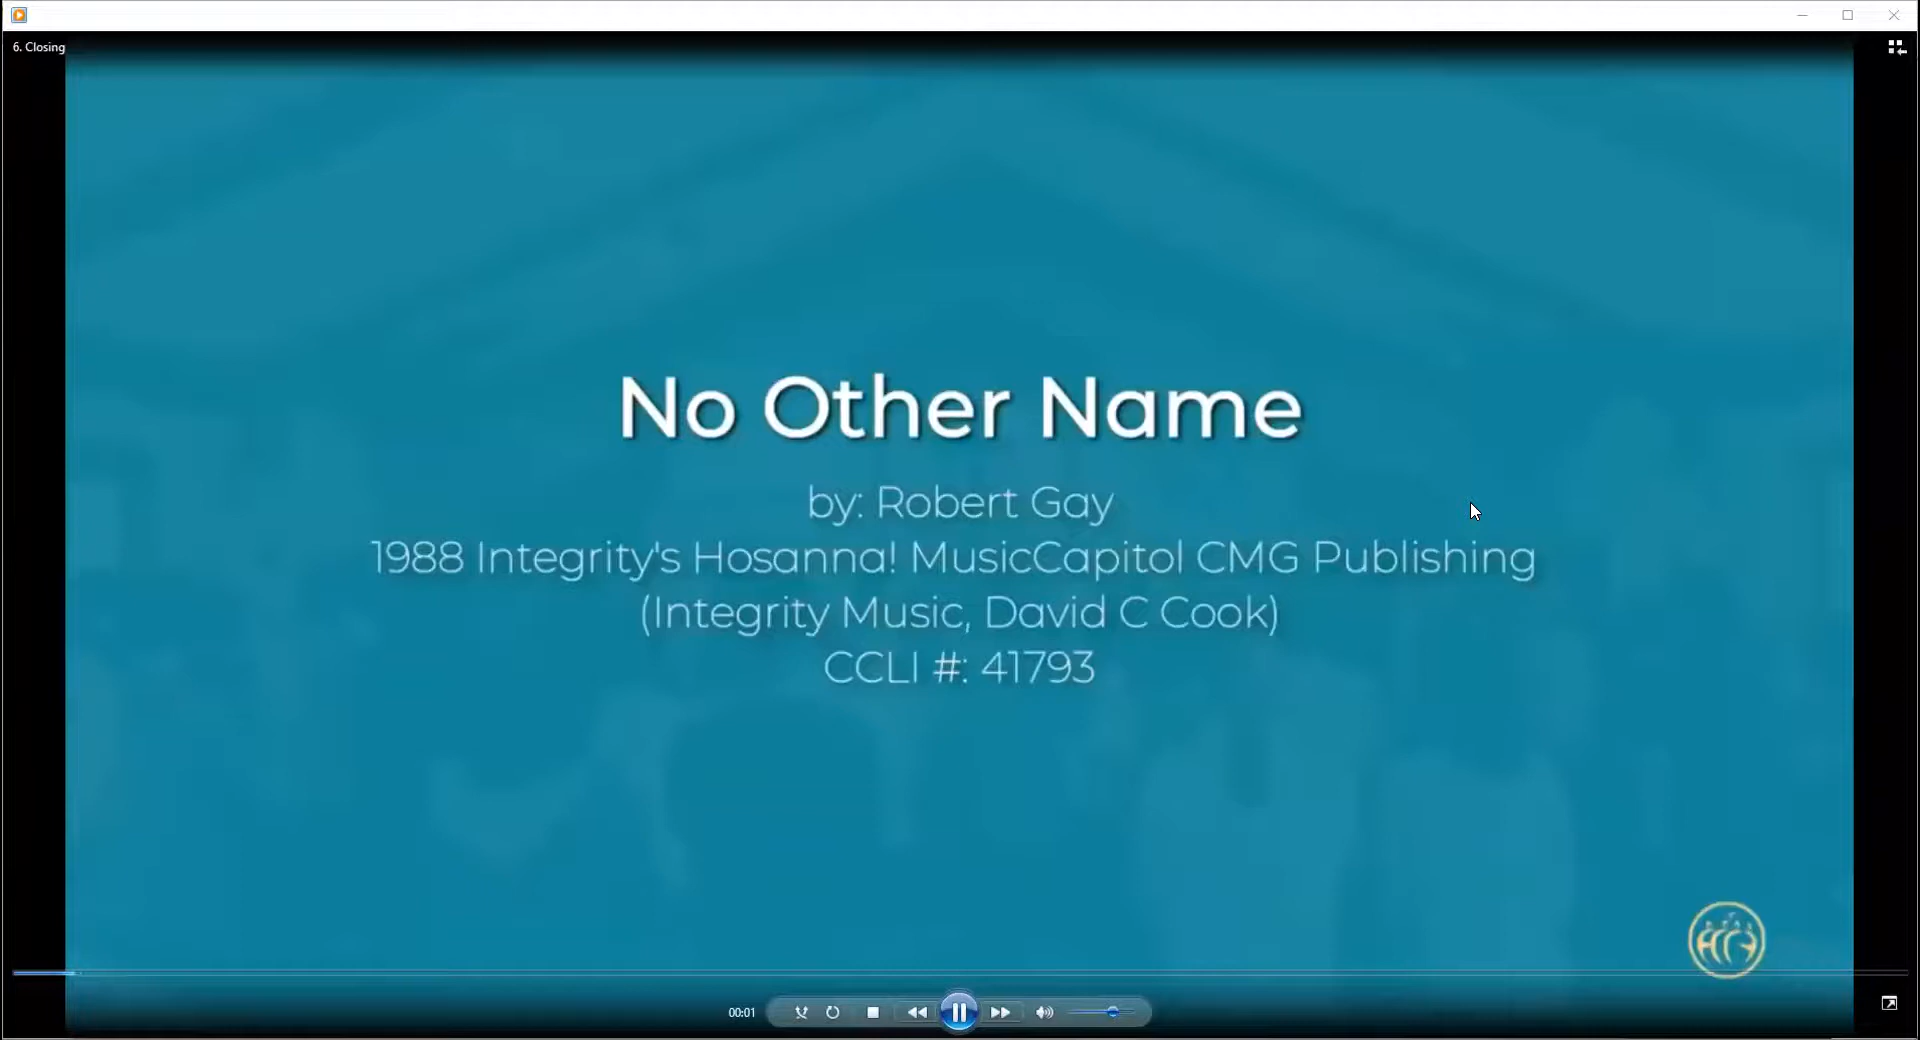 6. Closing
No Other Name
by: Robert Gay
1988 Integrity's Hosanna! MusicCapitol CMG Publishing
(Integrity Music, David C Cook)
CCLI #: 41793
00:01